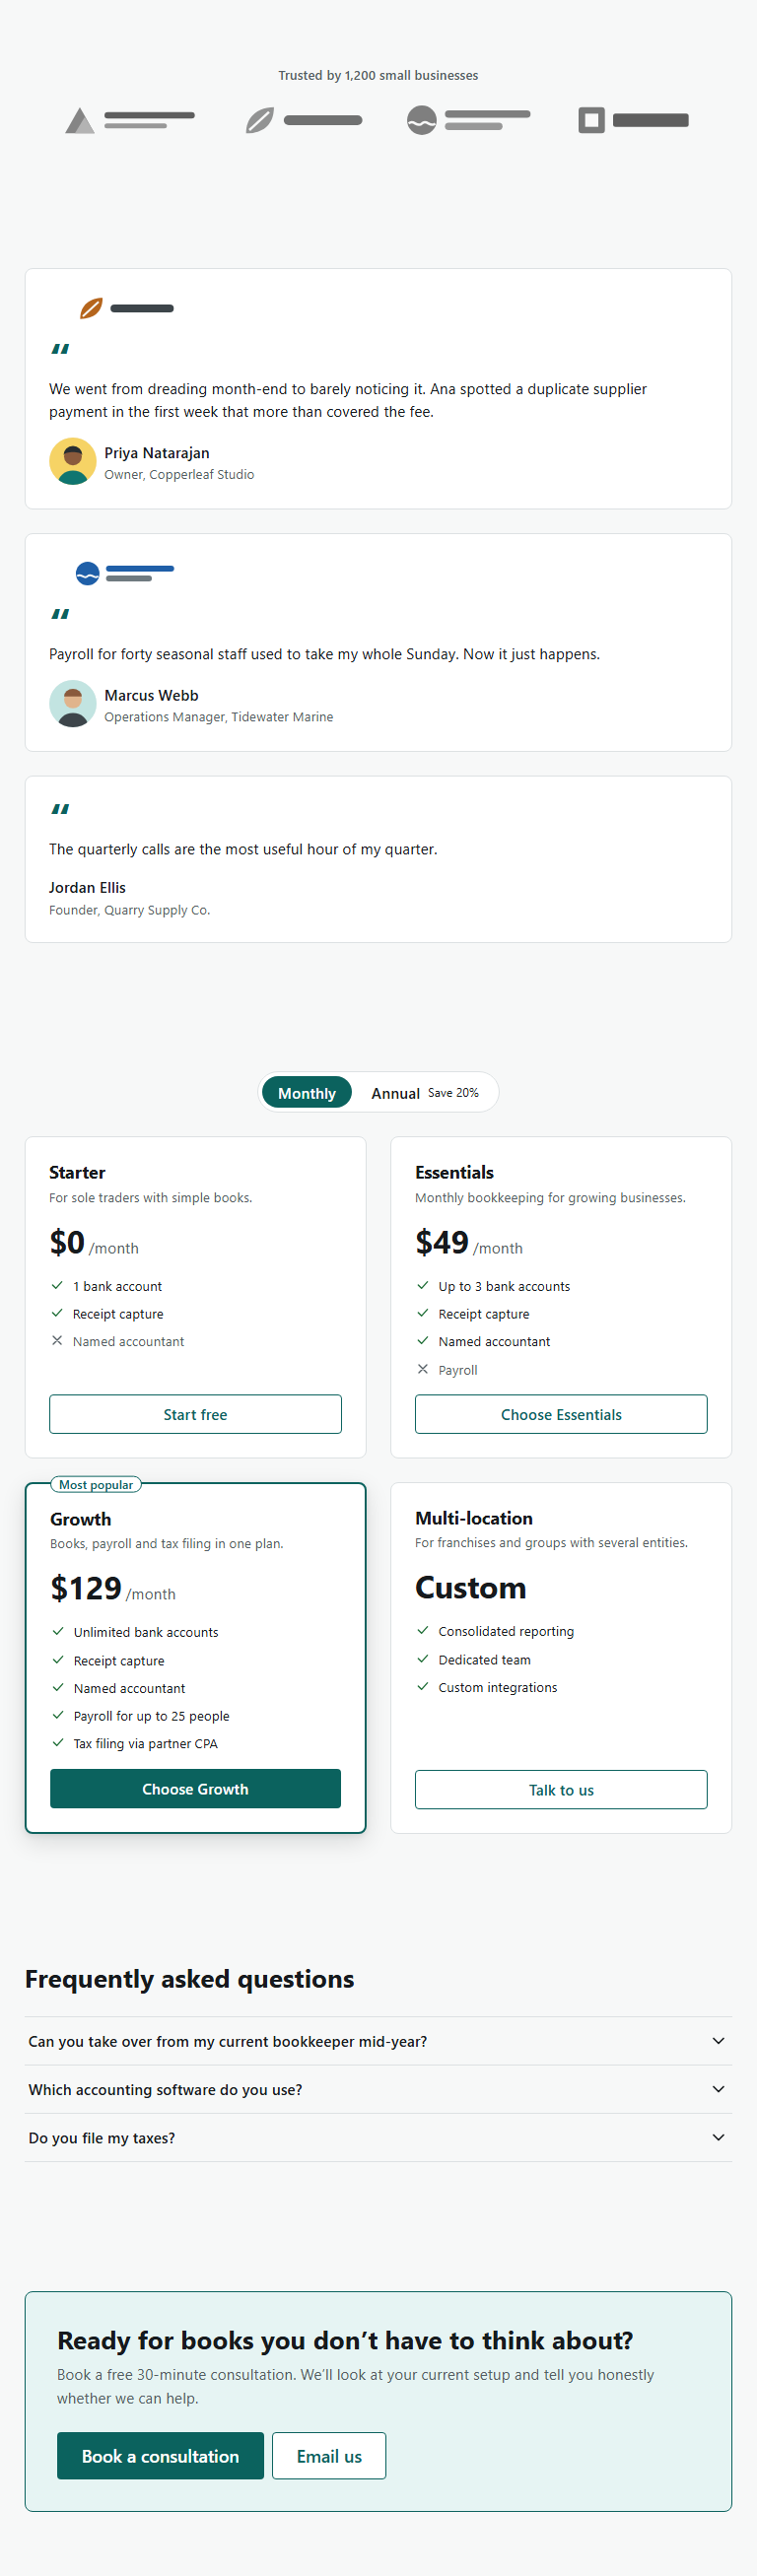 Trusted by 1,200 small businesses
“
We went from dreading month-end to barely noticing it. Ana spotted a duplicate supplier
payment in the first week that more than covered the fee.
Priya Natarajan
Owner, Copperleaf Studio
“
Payroll for forty seasonal staff used to take my whole Sunday. Now it just happens.
Marcus Webb
Operations Manager, Tidewater Marine
“
The quarterly calls are the most useful hour of my quarter.
Jordan Ellis
Founder, Quarry Supply Co.
Monthly Annual Save 20%
Starter
For sole traders with simple books.
$0 /month
1 bank account
Receipt capture
Named accountant
Start free
Essentials
Monthly bookkeeping for growing businesses.
$49 /month
Up to 3 bank accounts
Receipt capture
Named accountant
Payroll
Choose Essentials
Most popular
Growth
Books, payroll and tax filing in one plan.
$129 /month
Unlimited bank accounts
Receipt capture
Named accountant
Payroll for up to 25 people
Tax filing via partner CPA
Choose Growth
Multi-location
For franchises and groups with several entities.
Custom
Consolidated reporting
Dedicated team
Custom integrations
Talk to us
Frequently asked questions
Can you take over from my current bookkeeper mid-year?
Which accounting software do you use?
Do you file my taxes?
Ready for books you don’t have to think about?
Book a free 30-minute consultation. We’ll look at your current setup and tell you honestly
whether we can help.
Book a consultation
Email us